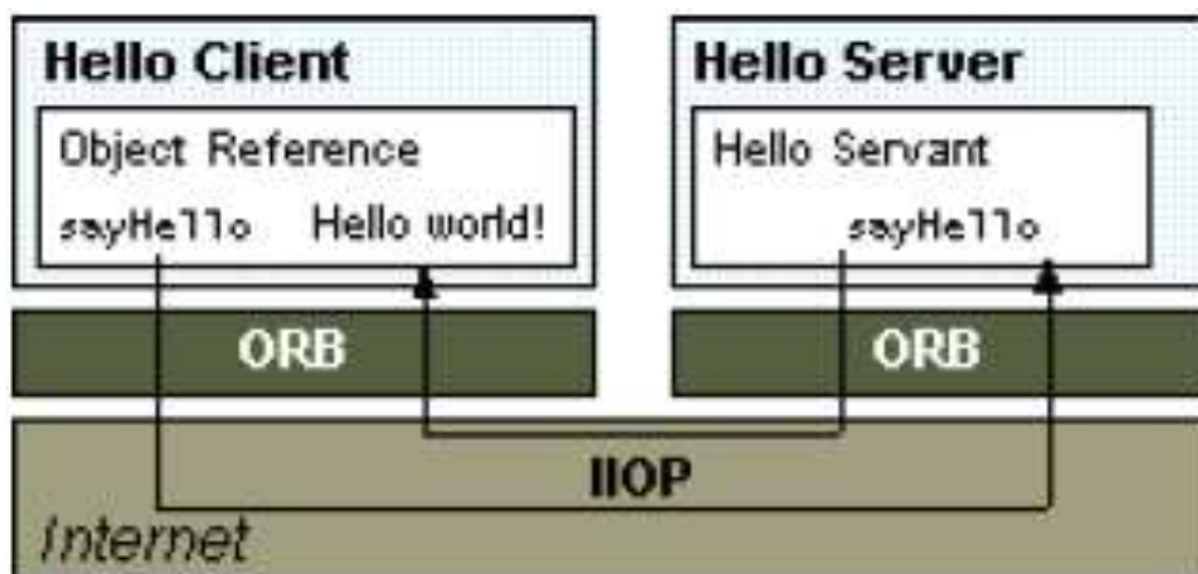 Hello Client
Object Reference
sayHello Hello world!
ORB
Hello Server
Hello Servant
sayHello
ORB
IIOP
Internet